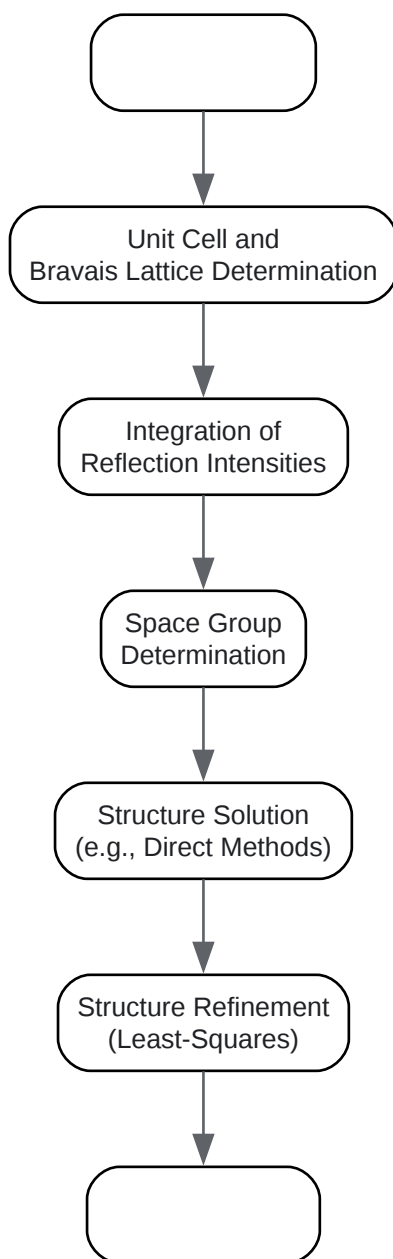 Unit Cell and
Bravais Lattice Determination
Integration of
Reflection Intensities
Space Group
Determination
Structure Solution
(e.g., Direct Methods)
Structure Refinement
(Least-Squares)